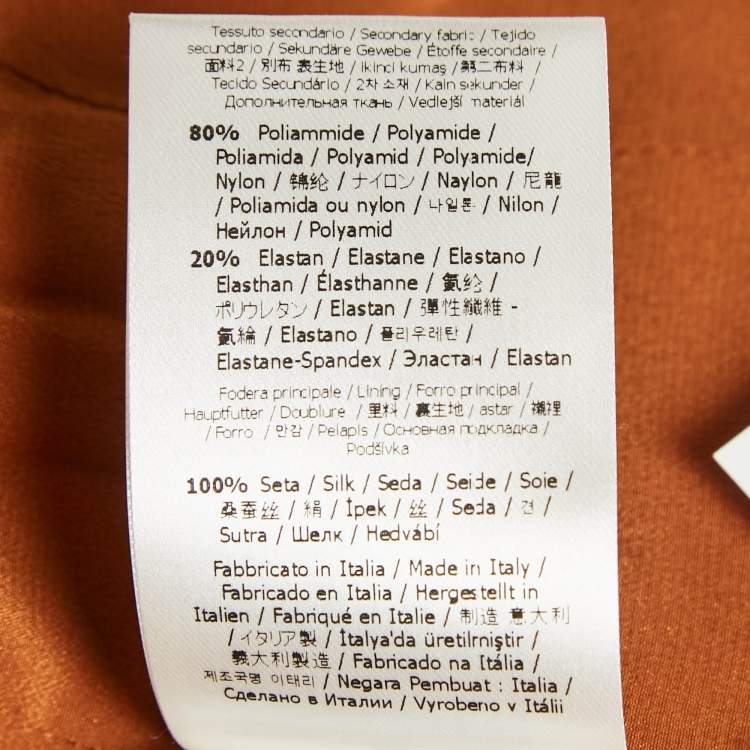 Tessuto secondario / Secondary fabric / Tejido
secundario / Sekundäre Gewebe / Étoffe secondaire /
面料2 / 別布 表生地 / ikinci kumaş / 第二布料 /
Tecido Secundário / 2차 소재 / Kain sekunder /
Дополнительная ткань / Vedlejší materiál
80% Poliammide / Polyamide /
Poliamida / Polyamid / Polyamide/
Nylon / 锦纶 / ナイロン / Naylon / 尼龍
/ Poliamida ou nylon / 나일론 / Nilon /
Нейлон / Polyamid
20% Elastan / Elastane / Elastano /
Elasthan / Élasthanne / 氨纶 /
ポリウレタン / Elastan / 彈性纖維 -
氨綸 / Elastano / 폴리우레탄 /
Elastane-Spandex / Эластан / Elastan
Fodera principale / Lining / Forro principal /
Hauptfutter / Doublure / 里料 / 裏生地 / astar / 襯裡
/ Forro / 안감 / Pelapis / Основная подкладка /
Podšívka
100% Seta / Silk / Seda / Seide / Soie /
桑蚕丝 / 絹 / İpek / 丝 / Seda / 견 /
Sutra / Шелк / Hedvábí
Fabbricato in Italia / Made in Italy /
Fabricado en Italia / Hergestellt in
Italien / Fabriqué en Italie / 制造 意大利
/ イタリア製 / İtalya'da üretilmiştir /
義大利製造 / Fabricado na Itália /
제조국명 이태리 / Negara Pembuat : Italia /
Сделано в Италии / Vyrobeno v Itálii